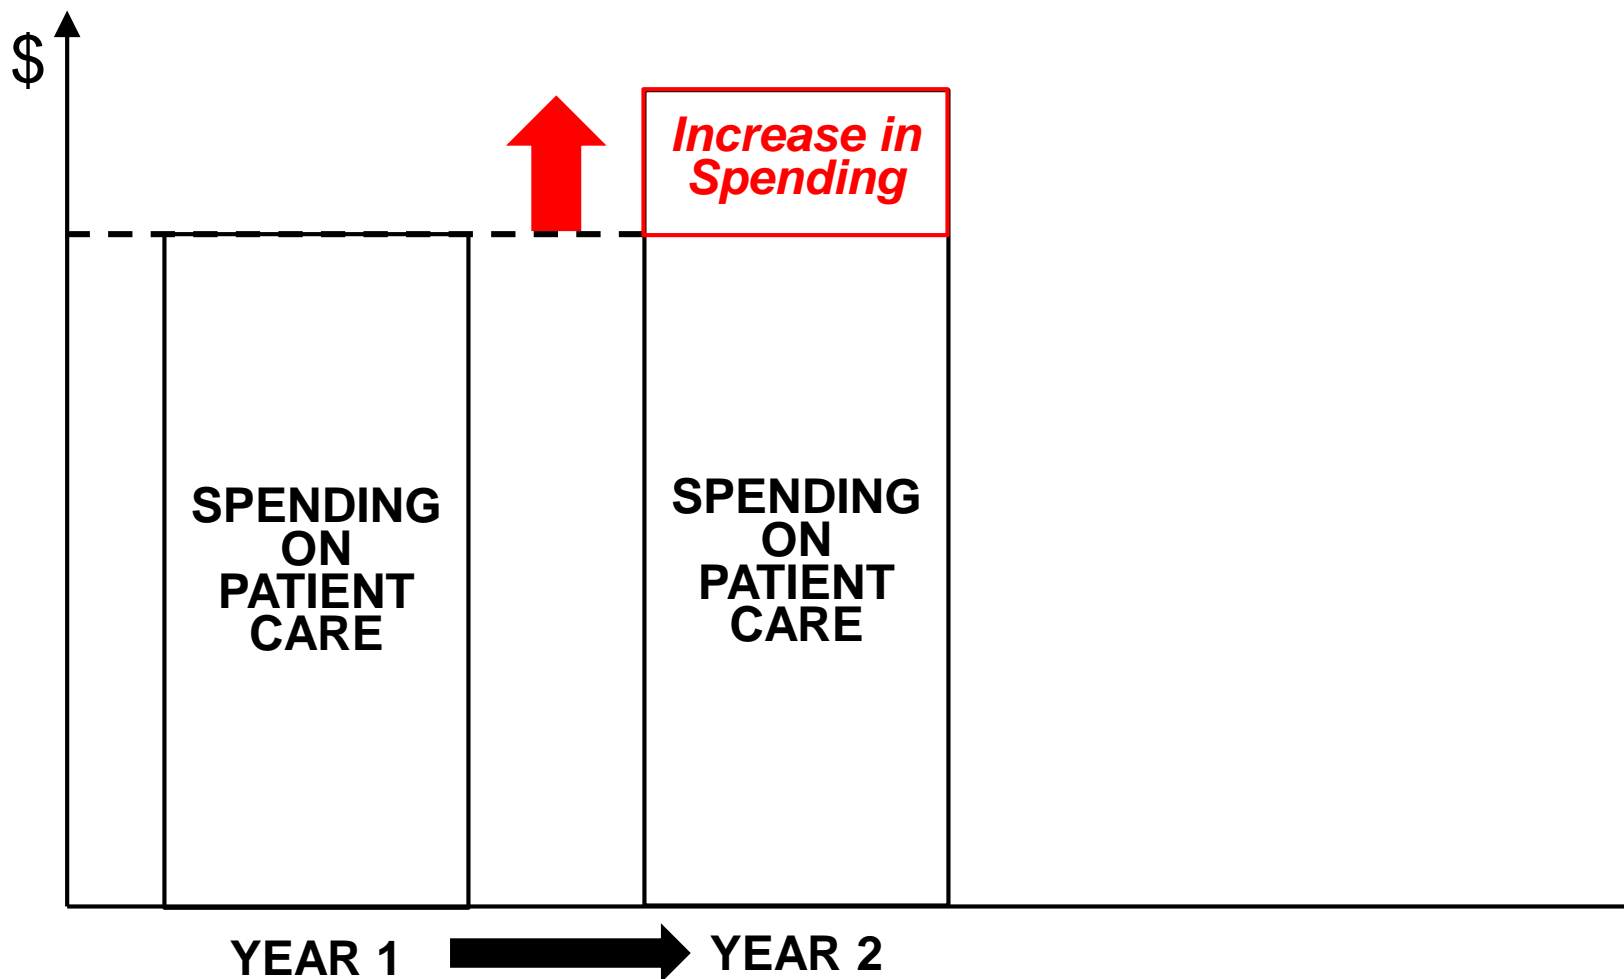 $
Increase in
Spending
SPENDING
ON
PATIENT
CARE
SPENDING
ON
PATIENT
CARE
YEAR 1
YEAR 2